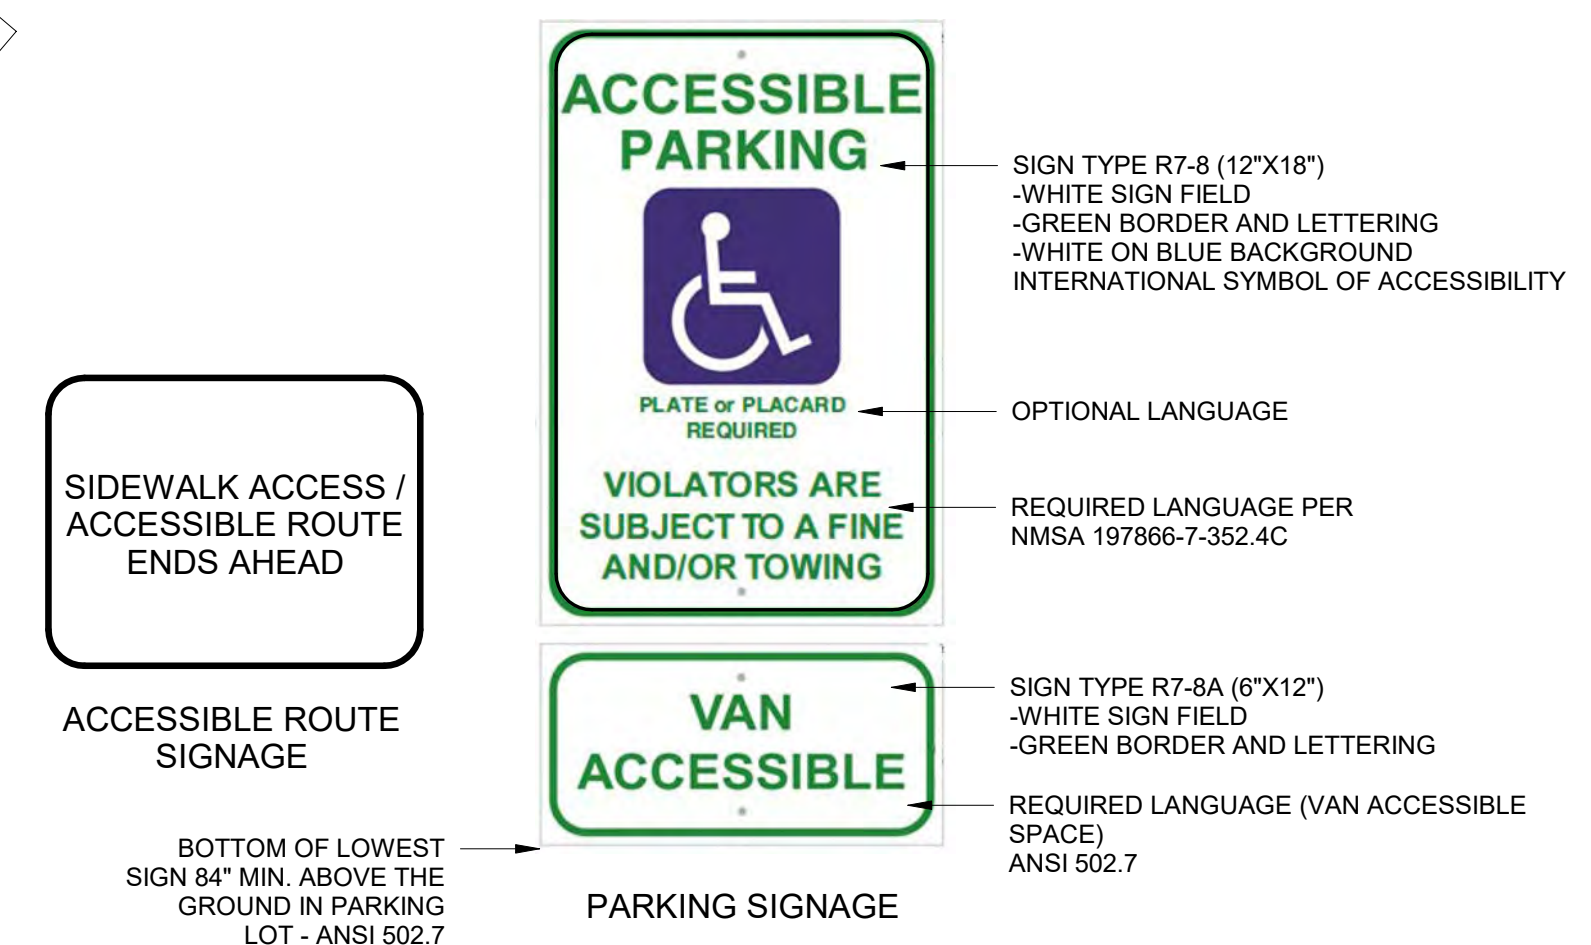 ACCESSIBLE
PARKING
PLATE or PLACARD
REQUIRED
VIOLATORS ARE
SUBJECT TO A FINE
AND/OR TOWING
VAN
ACCESSIBLE
PARKING SIGNAGE
SIGN TYPE R7-8 (12"X18")
-WHITE SIGN FIELD
-GREEN BORDER AND LETTERING
-WHITE ON BLUE BACKGROUND
INTERNATIONAL SYMBOL OF ACCESSIBILITY
OPTIONAL LANGUAGE
REQUIRED LANGUAGE PER
NMSA 197866-7-352.4C
SIGN TYPE R7-8A (6"X12")
-WHITE SIGN FIELD
-GREEN BORDER AND LETTERING
REQUIRED LANGUAGE (VAN ACCESSIBLE
SPACE)
ANSI 502.7
SIDEWALK ACCESS /
ACCESSIBLE ROUTE
ENDS AHEAD
ACCESSIBLE ROUTE
SIGNAGE
BOTTOM OF LOWEST
SIGN 84" MIN. ABOVE THE
GROUND IN PARKING
LOT - ANSI 502.7